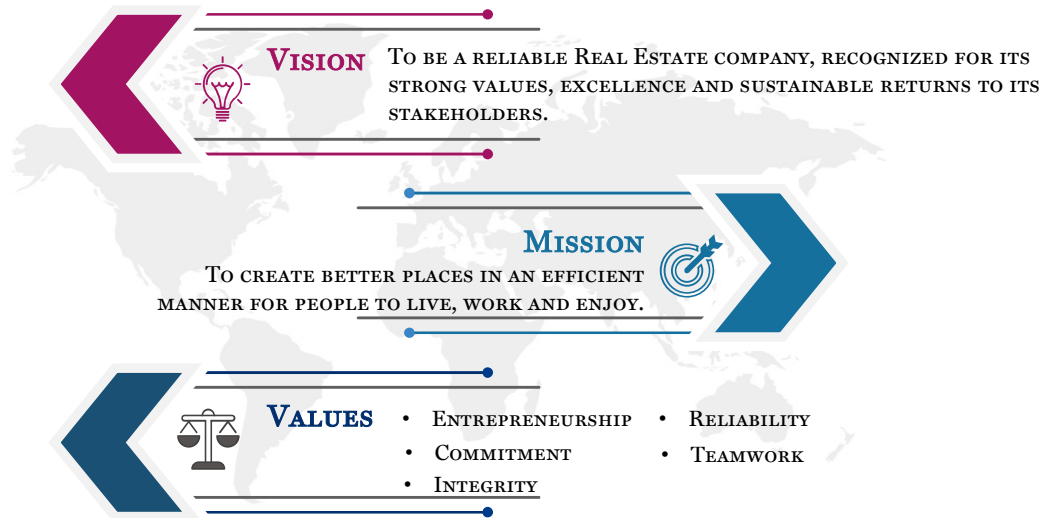 Vision
To be a reliable Real Estate company, recognized for its
strong values, excellence and sustainable returns to its
stakeholders.
Mission
To create better places in an efficient
manner for people to live, work and enjoy.
Values
• Entrepreneurship
• Commitment
• Integrity
• Reliability
• Teamwork